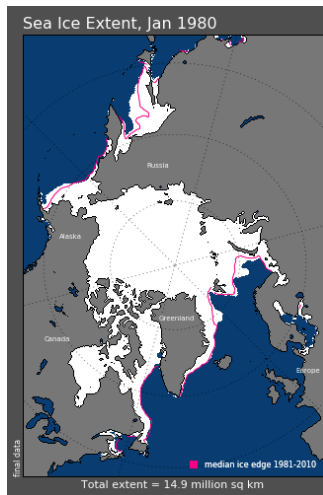 Sea Ice Extent, Jan 1980
Russia
Alaska
Greenland
Canada
Europe
median ice edge 1981-2010
final data
Total extent = 14.9 million sq km